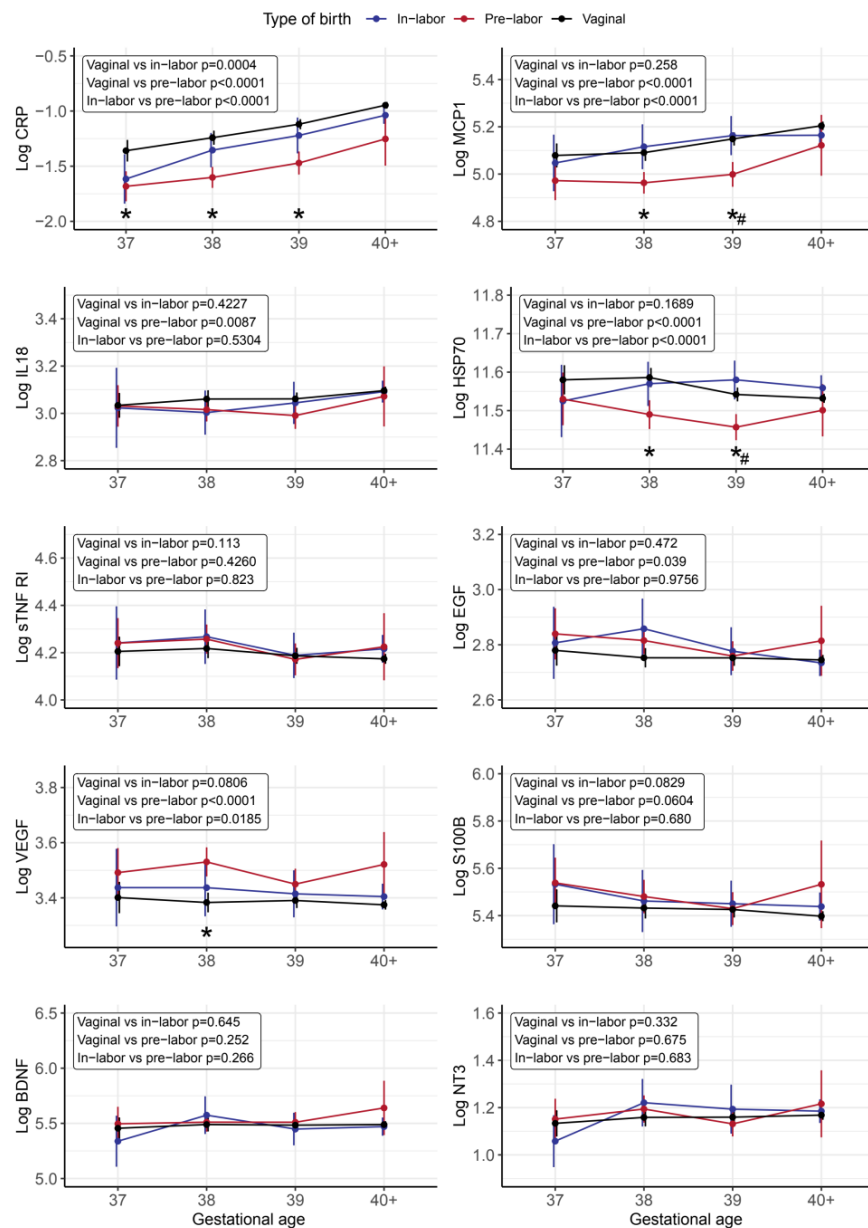 Type of birth In-labor Pre-labor Vaginal
Vaginal vs in-labor p=0.0004
Vaginal vs pre-labor p<0.0001
In-labor vs pre-labor p<0.0001
Log CRP
−0.5
−1.0
−1.5
−2.0
* * *
37 38 39 40+
Vaginal vs in-labor p=0.258
Vaginal vs pre-labor p<0.0001
In-labor vs pre-labor p<0.0001
Log MCP1
5.4
5.2
5.0
4.8
* *#
37 38 39 40+
Vaginal vs in-labor p=0.4227
Vaginal vs pre-labor p=0.0087
In-labor vs pre-labor p=0.5304
Log IL18
3.4
3.2
3.0
2.8
37 38 39 40+
Vaginal vs in-labor p=0.1689
Vaginal vs pre-labor p<0.0001
In-labor vs pre-labor p<0.0001
Log HSP70
11.8
11.7
11.6
11.5
11.4
* *#
37 38 39 40+
Vaginal vs in-labor p=0.113
Vaginal vs pre-labor p=0.4260
In-labor vs pre-labor p=0.823
Log sTNF RI
4.6
4.4
4.2
4.0
37 38 39 40+
Vaginal vs in-labor p=0.472
Vaginal vs pre-labor p=0.039
In-labor vs pre-labor p=0.9756
Log EGF
3.2
3.0
2.8
2.6
37 38 39 40+
Vaginal vs in-labor p=0.0806
Vaginal vs pre-labor p<0.0001
In-labor vs pre-labor p=0.0185
Log VEGF
3.8
3.6
3.4
*
37 38 39 40+
Vaginal vs in-labor p=0.0829
Vaginal vs pre-labor p=0.0604
In-labor vs pre-labor p=0.680
Log S100B
6.0
5.8
5.6
5.4
37 38 39 40+
Vaginal vs in-labor p=0.645
Vaginal vs pre-labor p=0.252
In-labor vs pre-labor p=0.266
Log BDNF
6.5
6.0
5.5
5.0
37 38 39 40+
Gestational age
Vaginal vs in-labor p=0.332
Vaginal vs pre-labor p=0.675
In-labor vs pre-labor p=0.683
Log NT3
1.6
1.4
1.2
1.0
37 38 39 40+
Gestational age